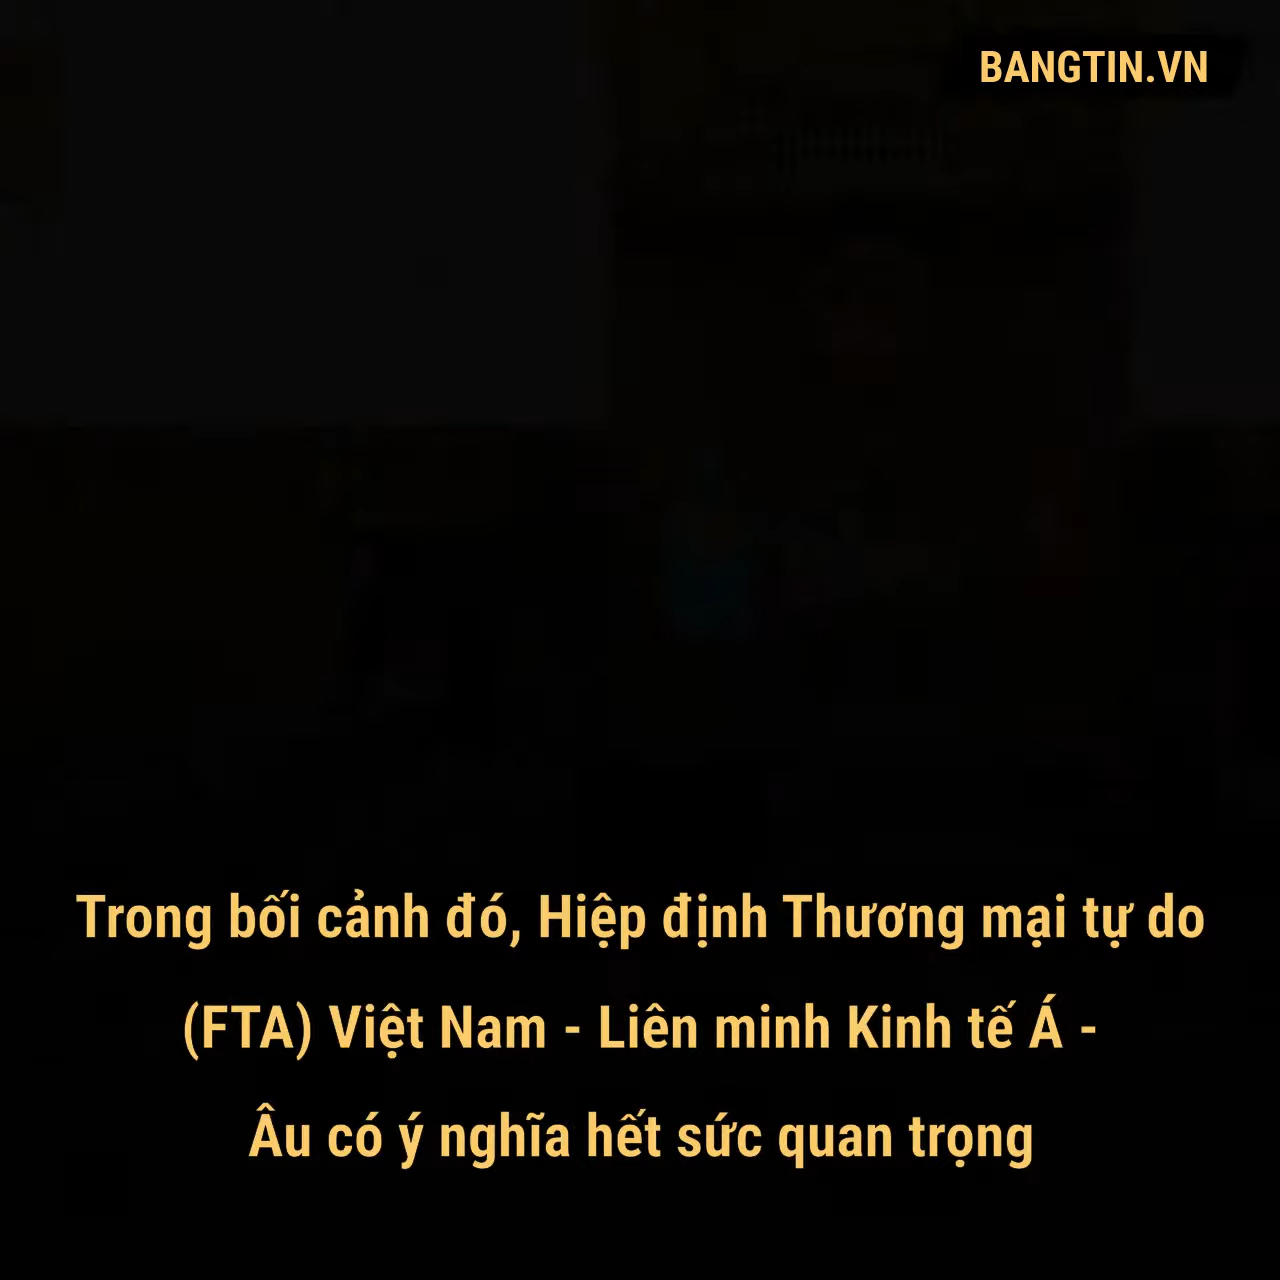 BANGTIN.VN
Trong bối cảnh đó, Hiệp định Thương mại tự do
(FTA) Việt Nam - Liên minh Kinh tế Á -
Âu có ý nghĩa hết sức quan trọng